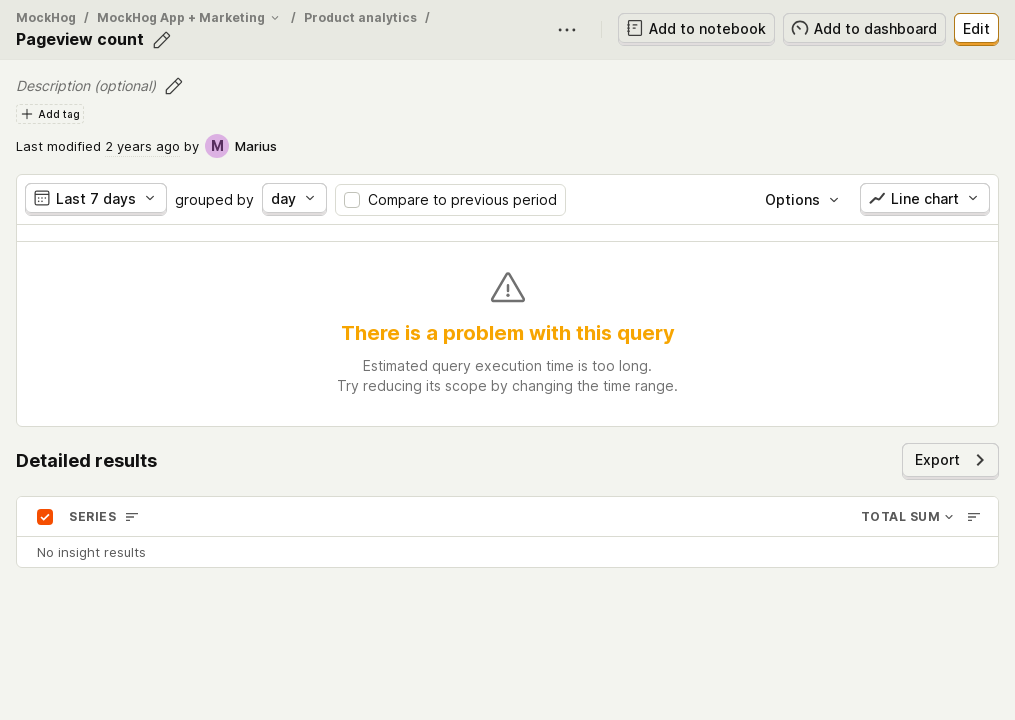 MockHog / MockHog App + Marketing / Product analytics /
Pageview count
Add to notebook
Add to dashboard
Edit
Description (optional)
Add tag
Last modified 2 years ago by M Marius
Last 7 days grouped by day Compare to previous period Options Line chart
There is a problem with this query
Estimated query execution time is too long.
Try reducing its scope by changing the time range.
Detailed results
Export
SERIES TOTAL SUM
No insight results